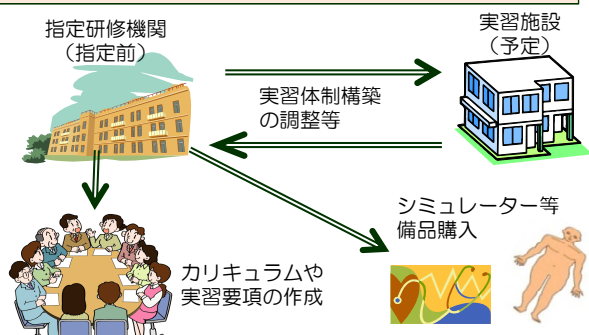 指定研修機関
（指定前）
実習施設
（予定）
実習体制構築
の調整等
シミュレーター等
備品購入
カリキュラムや
実習要項の作成